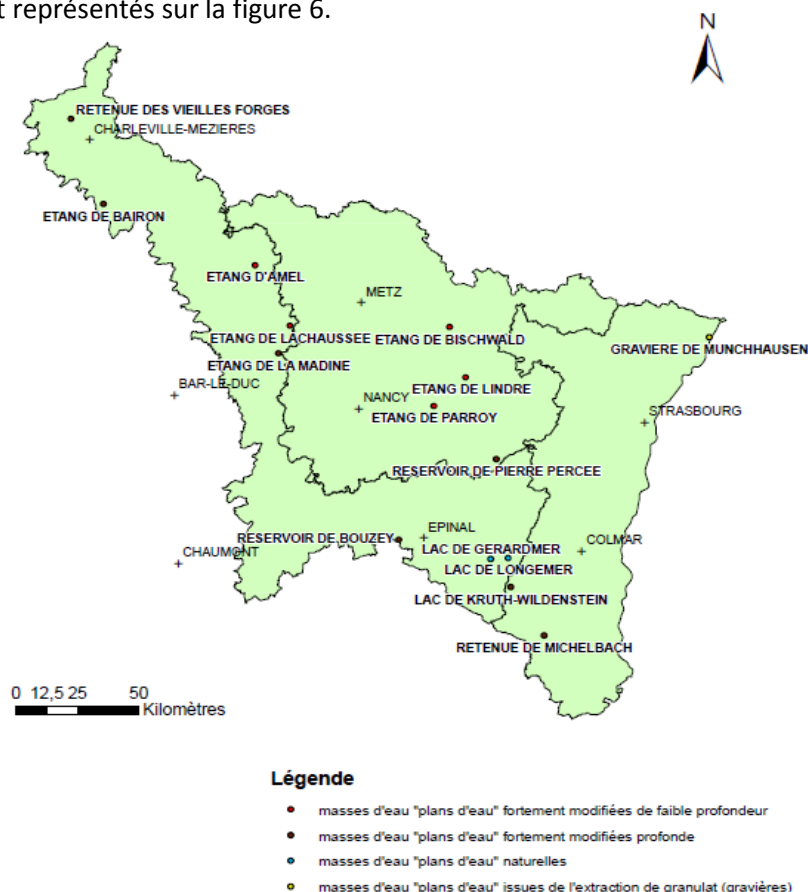 t représentés sur la figure 6.
N
RETENUE DES VIEILLES FORGES
CHARLEVILLE-MEZIERES
ETANG DE BAIRON
ETANG D'AMEL
METZ
ETANG DE LACHAUSSEE
ETANG DE BISCHWALD
GRAVIERE DE MUNCHHAUSEN
ETANG DE LA MADINE
BAR-LE-DUC
ETANG DE LINDRE
NANCY
ETANG DE PARROY
STRASBOURG
RESERVOIR DE PIERRE PERCEE
RESERVOIR DE BOUZEY
EPINAL
COLMAR
CHAUMONT
LAC DE GERARDMER
LAC DE LONGEMER
LAC DE KRUTH-WILDENSTEIN
RETENUE DE MICHELBACH
0 12,5 25 50
Kilomètres
Légende
masses d'eau "plans d'eau" fortement modifiées de faible profondeur
masses d'eau "plans d'eau" fortement modifiées profonde
masses d'eau "plans d'eau" naturelles
masses d'eau "plans d'eau" issues de l'extraction de granulat (gravières)